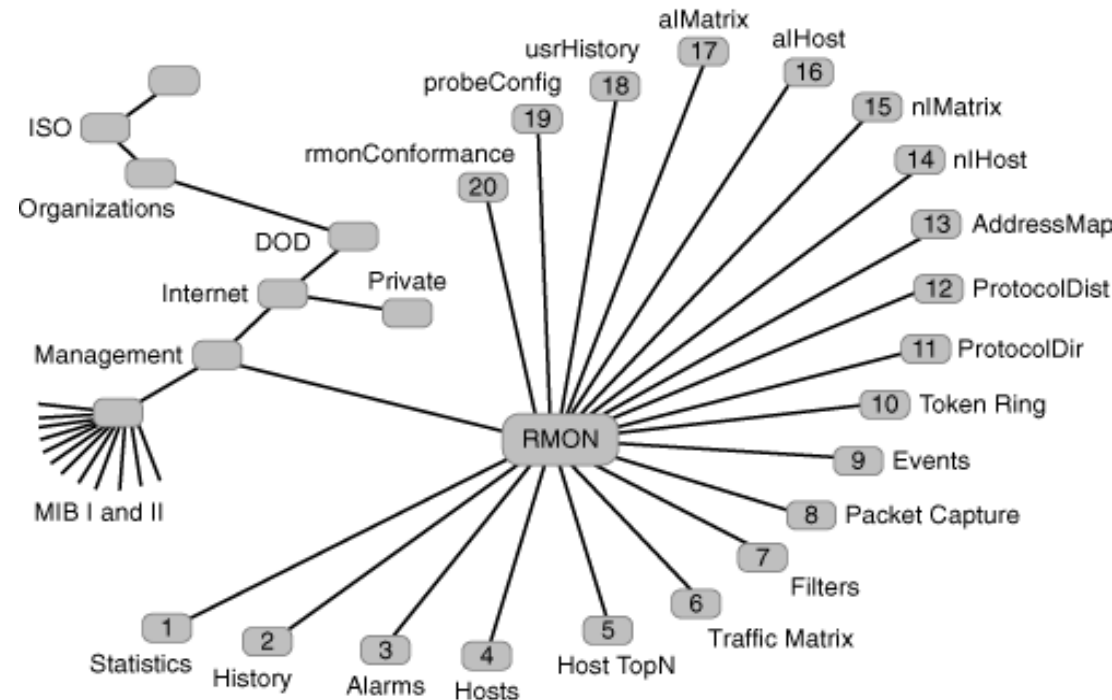 ISO
Organizations
DOD
Internet
Private
Management
MIB I and II
RMON
1
Statistics
2
History
3
Alarms
4
Hosts
5
Host TopN
6
Traffic Matrix
7
Filters
8 Packet Capture
9 Events
10 Token Ring
11 ProtocolDir
12 ProtocolDist
13 AddressMap
14 nlHost
15 nlMatrix
alHost
16
alMatrix
17
usrHistory
18
probeConfig
19
rmonConformance
20